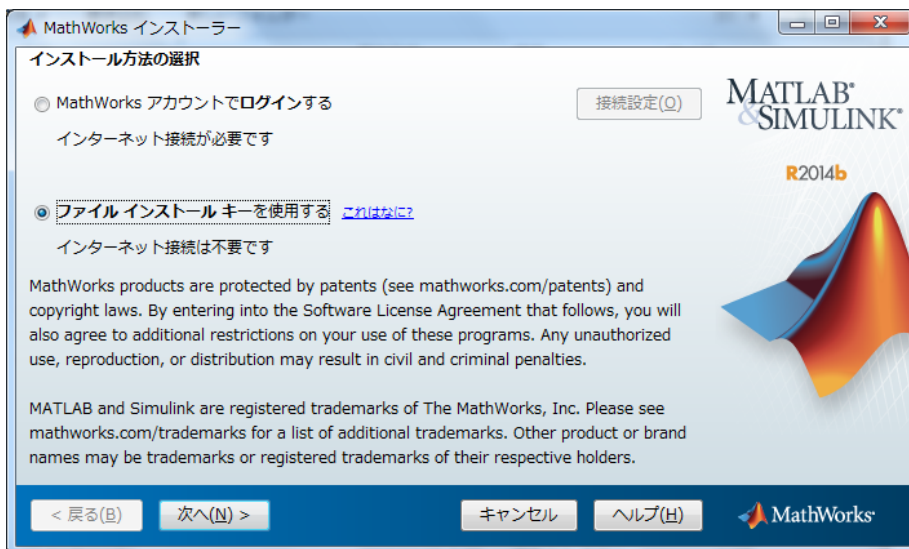 MathWorks インストーラー
インストール方法の選択
MathWorks アカウントでログインする
接続設定(O)
インターネット接続が必要です
ファイル インストール キーを使用する これはなに?
インターネット接続は不要です
MathWorks products are protected by patents (see mathworks.com/patents) and
copyright laws. By entering into the Software License Agreement that follows, you will
also agree to additional restrictions on your use of these programs. Any unauthorized
use, reproduction, or distribution may result in civil and criminal penalties.
MATLAB and Simulink are registered trademarks of The MathWorks, Inc. Please see
mathworks.com/trademarks for a list of additional trademarks. Other product or brand
names may be trademarks or registered trademarks of their respective holders.
MATLAB®
&SIMULINK®
R2014b
< 戻る(B) 次へ(N) > キャンセル ヘルプ(H)
MathWorks®